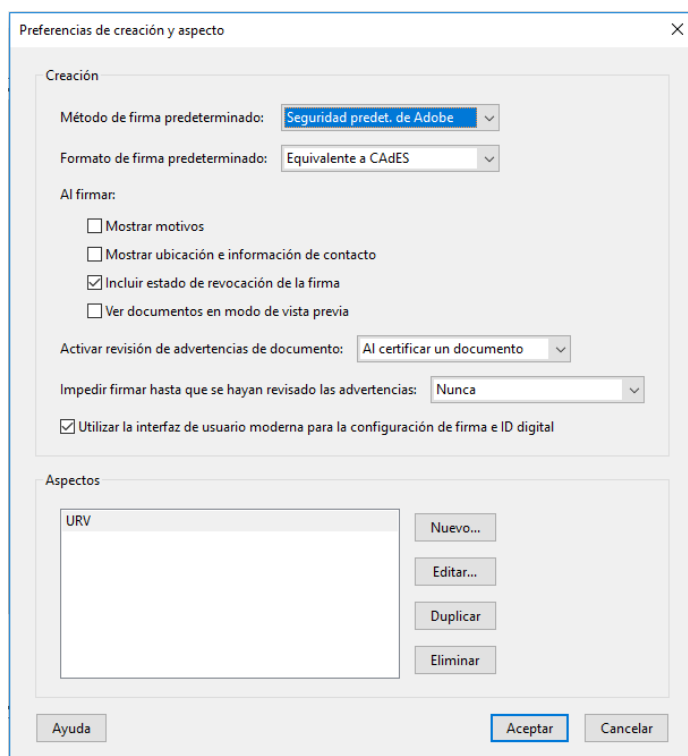 Preferencias de creación y aspecto
Creación
Método de firma predeterminado: Seguridad predet. de Adobe
Formato de firma predeterminado: Equivalente a CAdES
Al firmar:
Mostrar motivos
Mostrar ubicación e información de contacto
Incluir estado de revocación de la firma
Ver documentos en modo de vista previa
Activar revisión de advertencias de documento: Al certificar un documento
Impedir firmar hasta que se hayan revisado las advertencias: Nunca
Utilizar la interfaz de usuario moderna para la configuración de firma e ID digital
Aspectos
URV
Nuevo...
Editar...
Duplicar
Eliminar
Ayuda Aceptar Cancelar